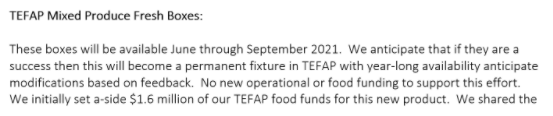 TEFAP Mixed Produce Fresh Boxes:
These boxes will be available June through September 2021.  We anticipate that if they are a
success then this will become a permanent fixture in TEFAP with year-long availability anticipate
modifications based on feedback.  No new operational or food funding to support this effort.
We initially set a-side $1.6 million of our TEFAP food funds for this new product.  We shared the